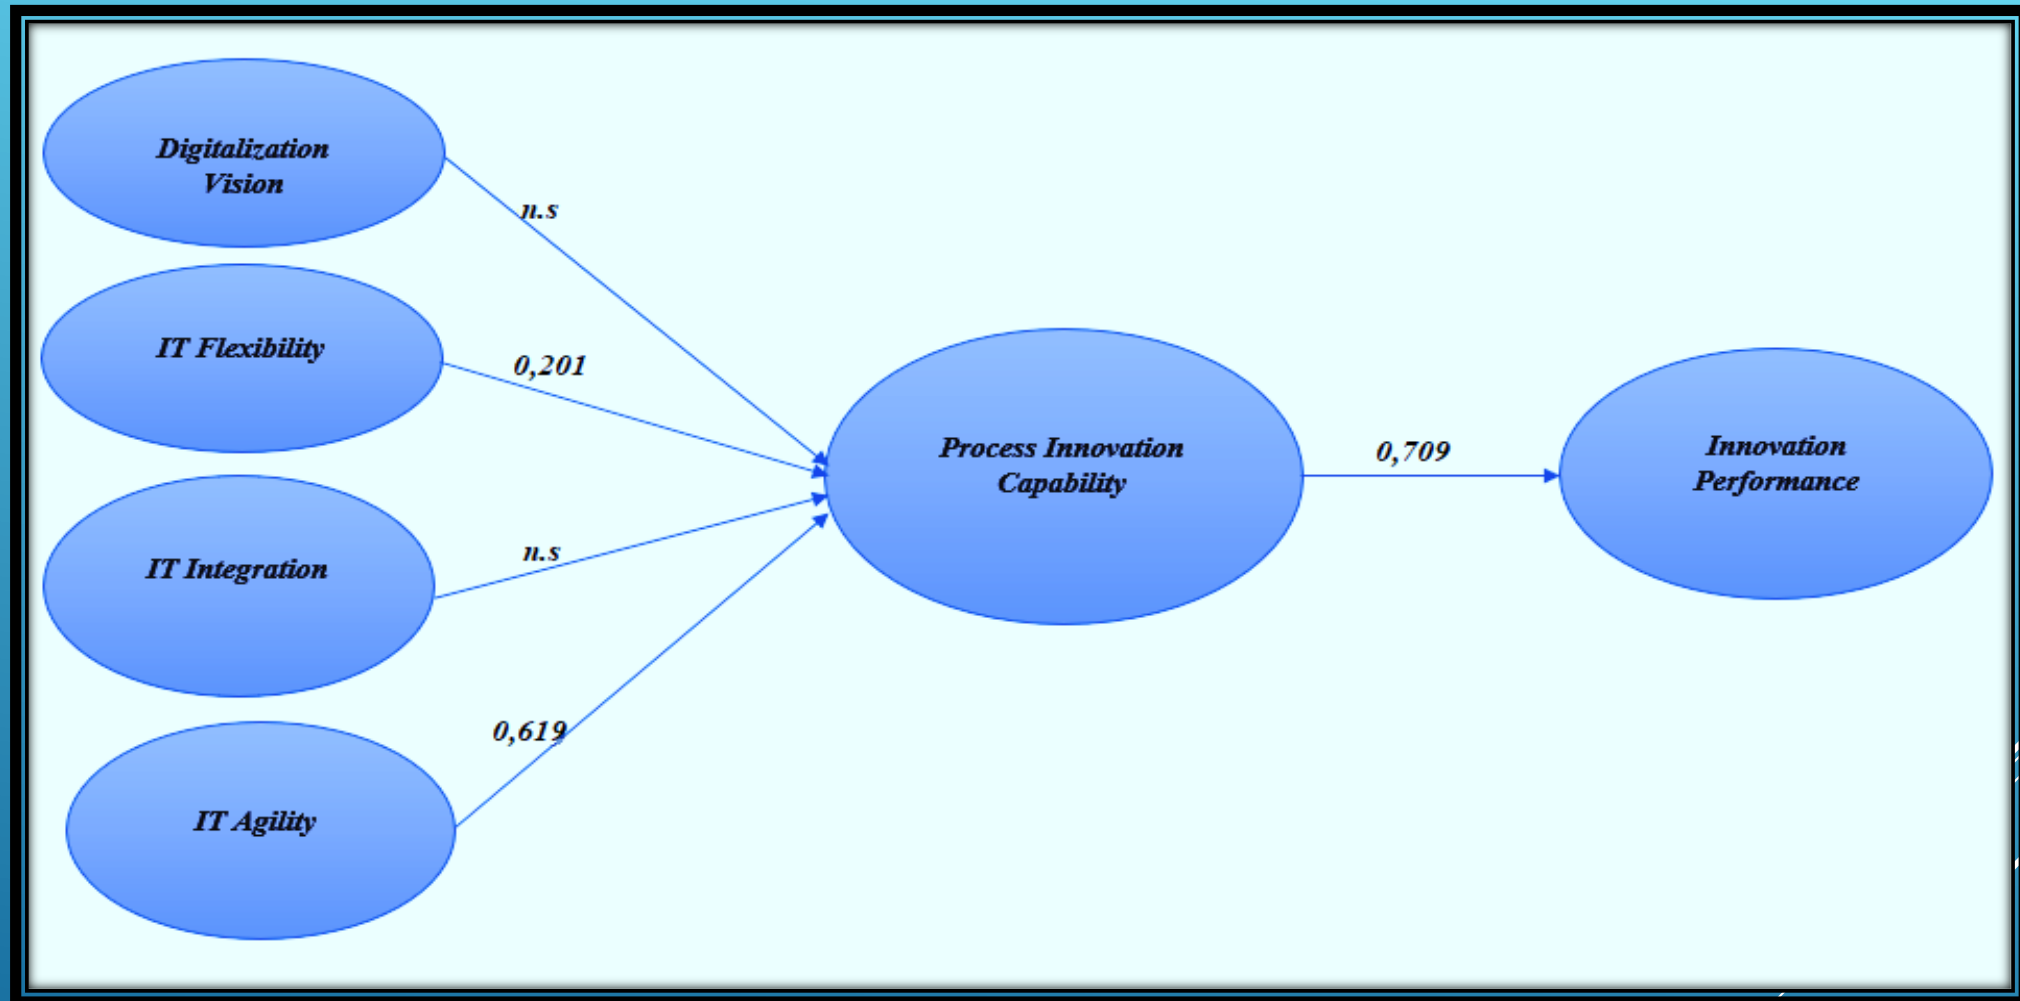 Digitalization
Vision
n.s
IT Flexibility
0,201
IT Integration
n.s
IT Agility
0,619
Process Innovation
Capability
0,709
Innovation
Performance